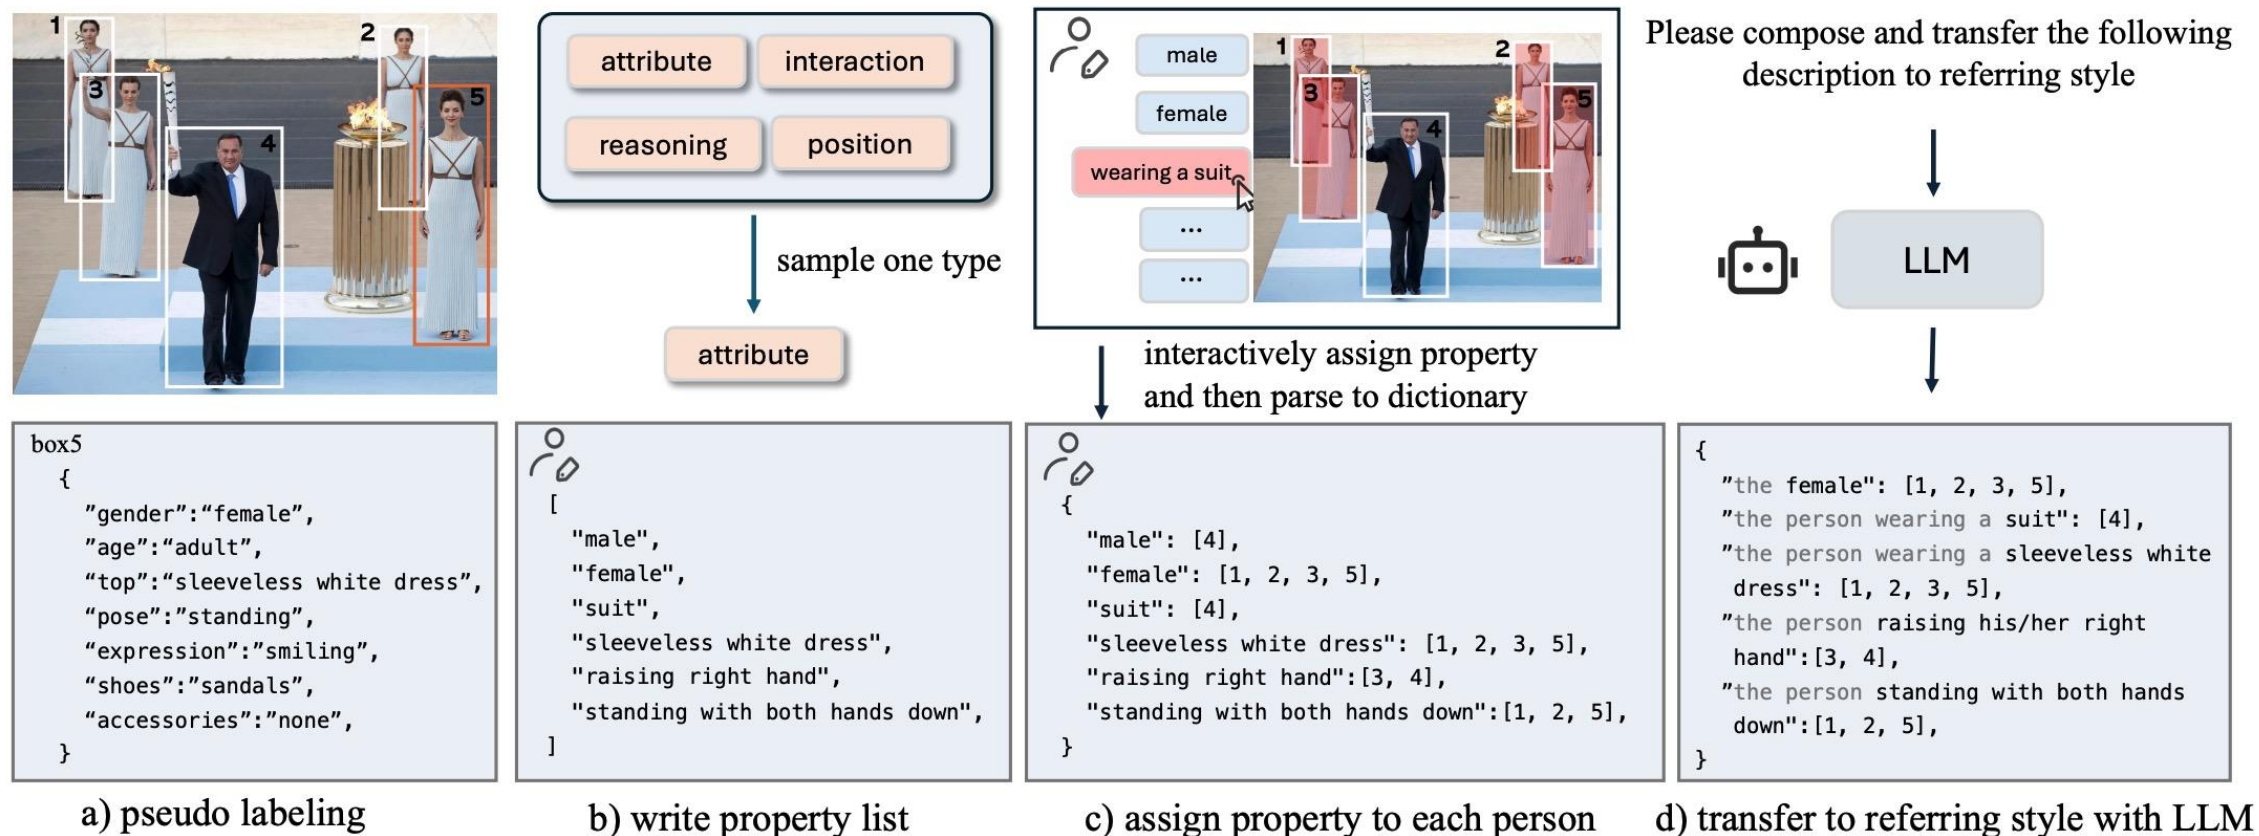 1
2
3
4
5
attribute
interaction
reasoning
position
sample one type
attribute
male
female
wearing a suit
...
...
1
2
3
4
5
interactively assign property
and then parse to dictionary
Please compose and transfer the following
description to referring style
LLM
box5
{
”gender”:“female”,
”age”:“adult”,
“top”:“sleeveless white dress”,
“pose”:”standing”,
“expression”:”smiling”,
“shoes”:”sandals”,
“accessories”:”none”,
}
a) pseudo labeling
[
"male",
"female",
"suit",
"sleeveless white dress",
"raising right hand",
"standing with both hands down",
]
b) write property list
{
"male": [4],
"female": [1, 2, 3, 5],
"suit": [4],
"sleeveless white dress": [1, 2, 3, 5],
"raising right hand":[3, 4],
"standing with both hands down":[1, 2, 5],
}
c) assign property to each person
{
”the female": [1, 2, 3, 5],
”the person wearing a suit": [4],
”the person wearing a sleeveless white
dress": [1, 2, 3, 5],
”the person raising his/her right
hand":[3, 4],
”the person standing with both hands
down":[1, 2, 5],
}
d) transfer to referring style with LLM